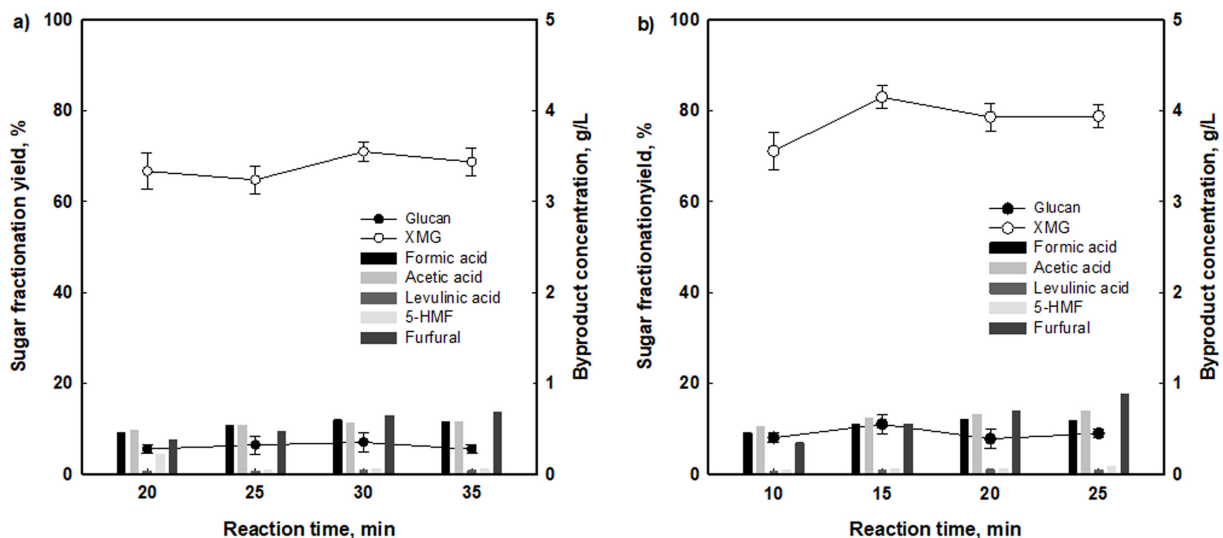 a)
100
80
60
40
20
0
Sugar fractionation yield, %
5
4
3
2
1
0
Byproduct concentration, g/L
Glucan
XMG
Formic acid
Acetic acid
Levulinic acid
5-HMF
Furfural
20 25 30 35
Reaction time, min
b)
100
80
60
40
20
0
Sugar fractionationyield, %
5
4
3
2
1
0
Byproduct concentration, g/L
Glucan
XMG
Formic acid
Acetic acid
Levulinic acid
5-HMF
Furfural
10 15 20 25
Reaction time, min